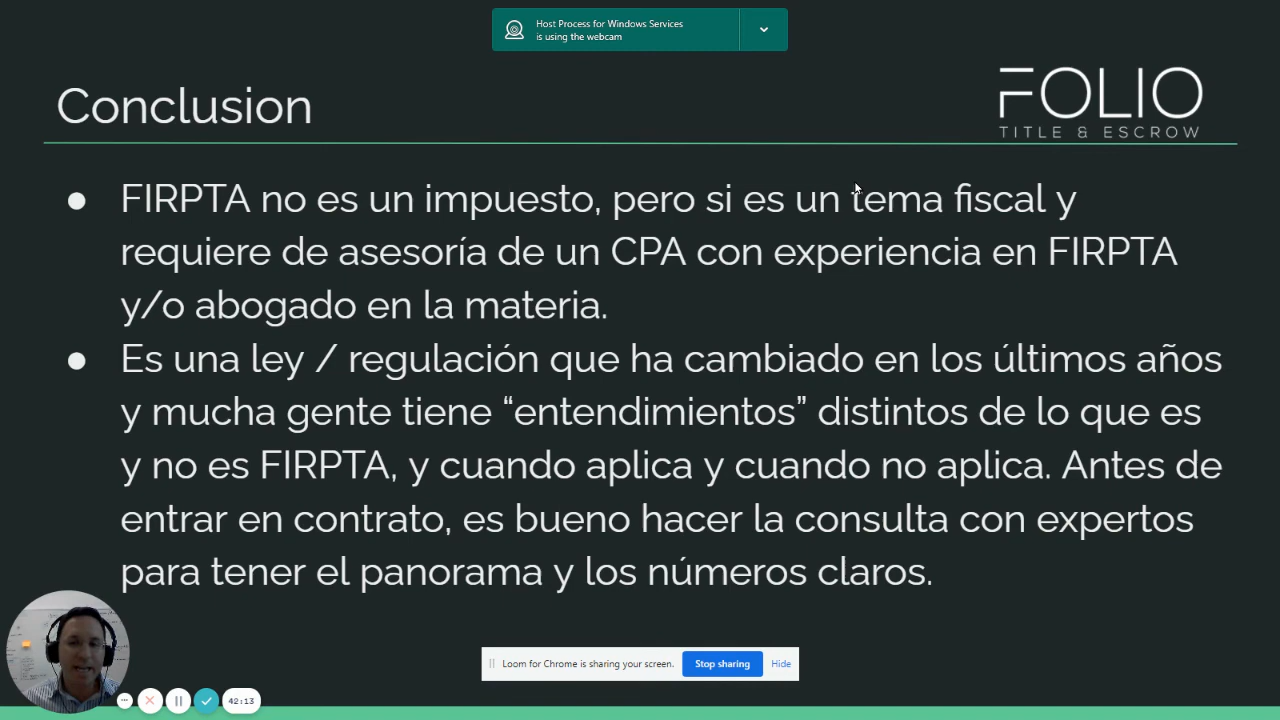 Host Process for Windows Services
is using the webcam
Conclusion
FOLIO
TITLE & ESCROW
● FIRPTA no es un impuesto, pero si es un tema fiscal y
requiere de asesoría de un CPA con experiencia en FIRPTA
y/o abogado en la materia.
● Es una ley / regulación que ha cambiado en los últimos años
y mucha gente tiene “entendimientos” distintos de lo que es
y no es FIRPTA, y cuando aplica y cuando no aplica. Antes de
entrar en contrato, es bueno hacer la consulta con expertos
para tener el panorama y los números claros.
Loom for Chrome is sharing your screen. Stop sharing Hide
42:13